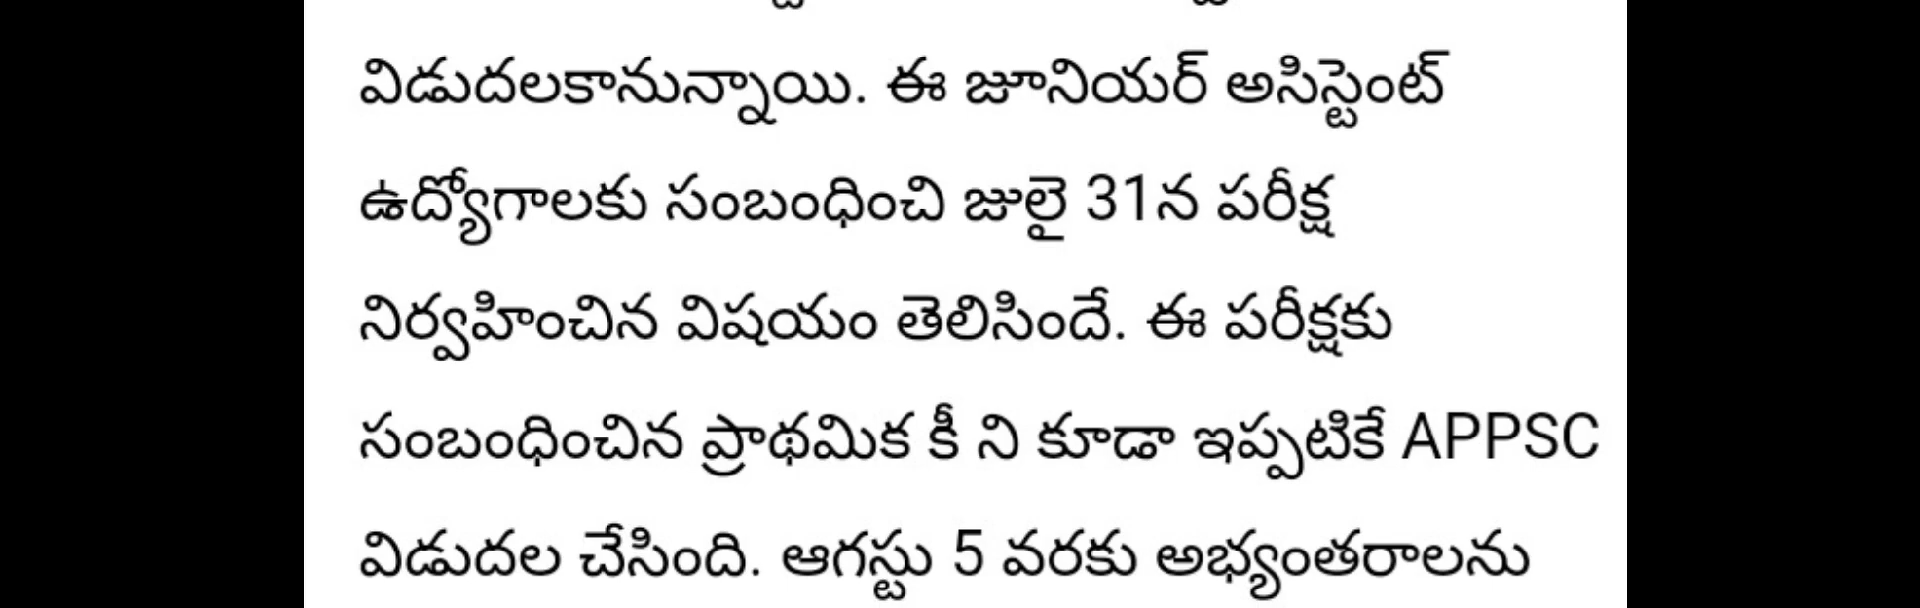 విడుదలకానున్నాయి. ఈ జూనియర్ అసిస్టెంట్
ఉద్యోగాలకు సంబంధించి జులై 31న పరీక్ష
నిర్వహించిన విషయం తెలిసిందే. ఈ పరీక్షకు
సంబంధించిన ప్రాథమిక కీ ని కూడా ఇప్పటికే APPSC
విడుదల చేసింది. ఆగస్టు 5 వరకు అభ్యంతరాలను